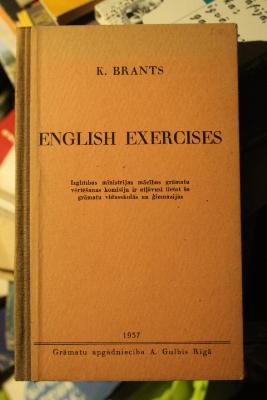 K. BRANTS
ENGLISH EXERCISES
Izglītības ministrijas mācības grāmatu
vērtēšanas komisija ir atļāvusi lietot šo
grāmatu vidusskolās un ģimnāzijās
1937
Grāmatu apgādniecība A. Gulbis Rīgā